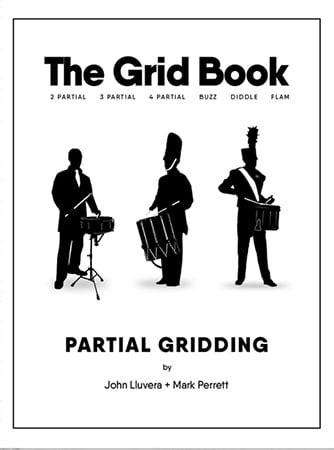 The Grid Book
2 PARTIAL 3 PARTIAL 4 PARTIAL BUZZ DIDDLE FLAM
PARTIAL GRIDDING
by
John Lluvera + Mark Perrett